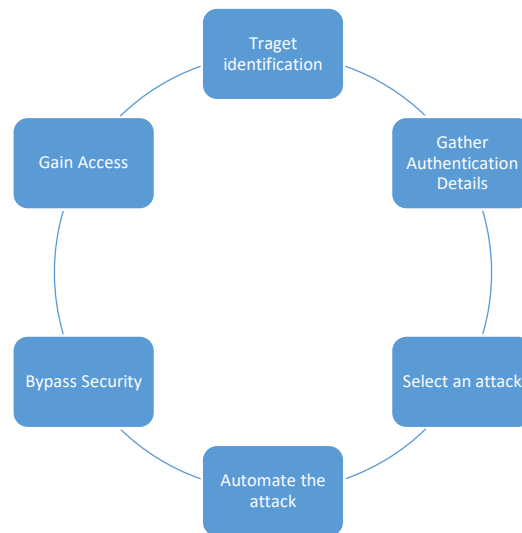 Traget
identification
Gather
Authentication
Details
Select an attack
Automate the
attack
Bypass Security
Gain Access